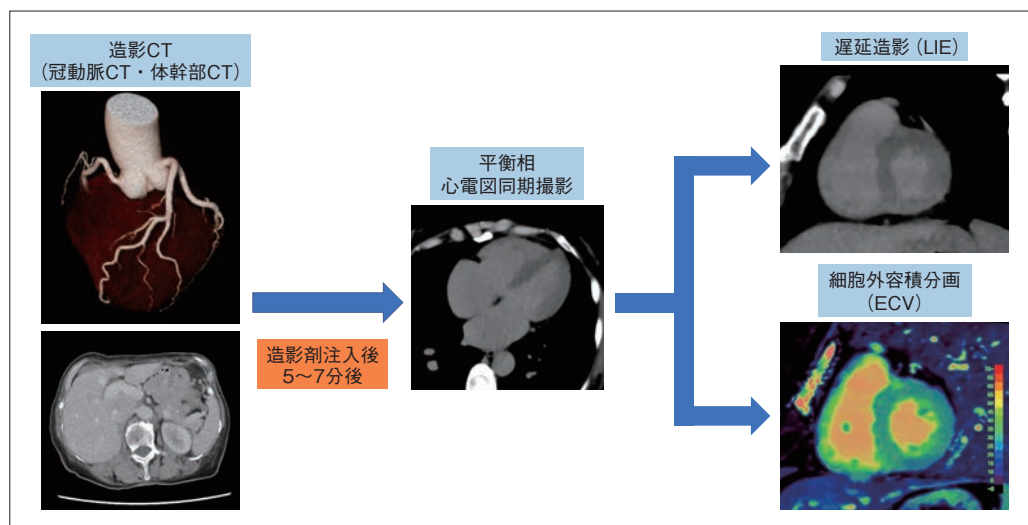 造影CT
(冠動脈CT・体幹部CT)
造影剤注入後
5〜7分後
平衡相
心電図同期撮影
遅延造影(LIE)
細胞外容積分画
(ECV)